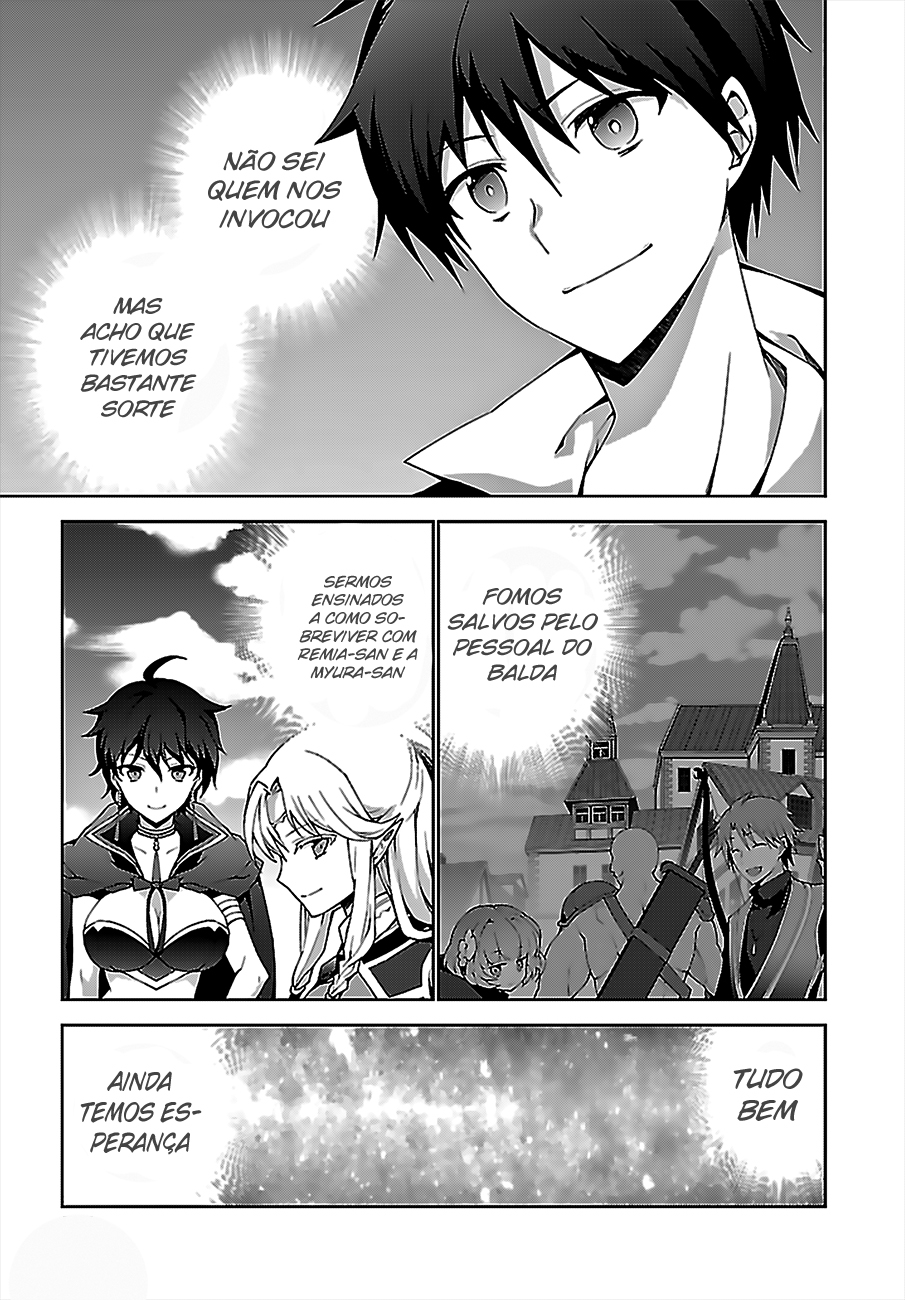 NÃO SEI
QUEM NOS
INVOCOU
MAS
ACHO QUE
TIVEMOS
BASTANTE
SORTE
FOMOS
SALVOS PELO
PESSOAL DO
BALDA
SERMOS
ENSINADOS
A COMO SO-
BREVIVER COM
REMIA-SAN E A
MYURA-SAN
TUDO
BEM
AINDA
TEMOS ES-
PERANÇA